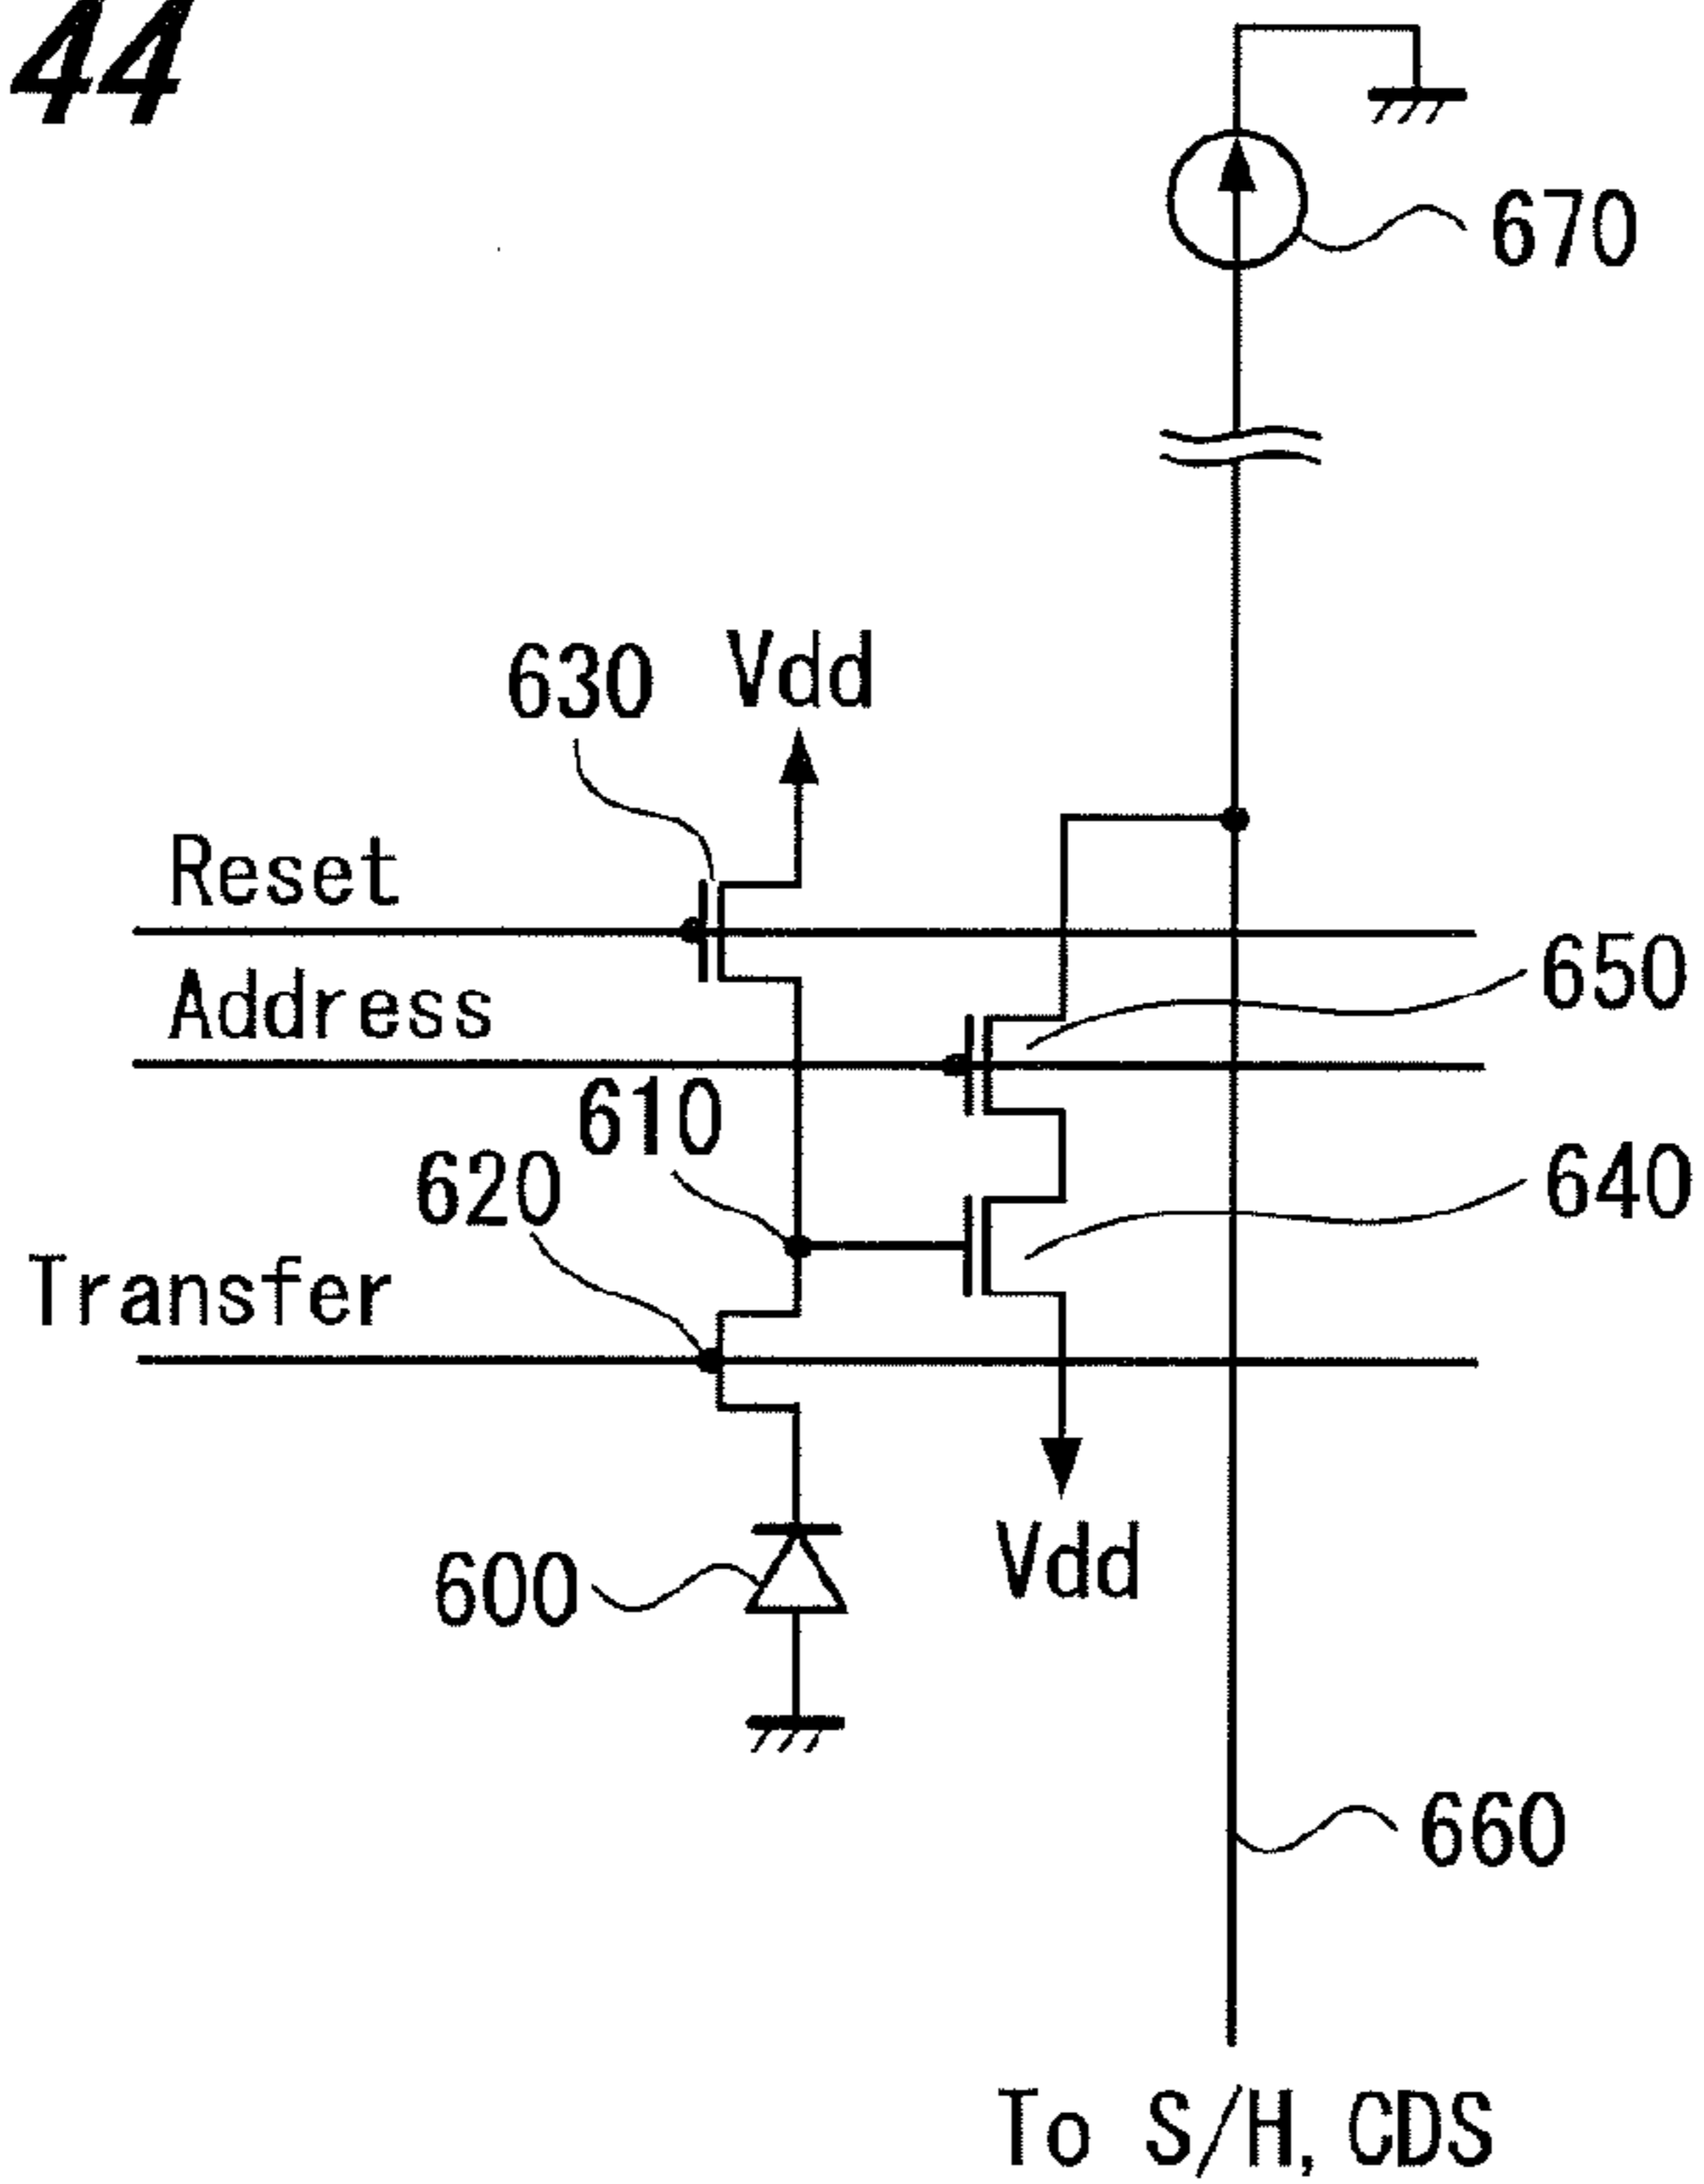 44
670
630 Vdd
Reset
650
Address
610
620
640
Transfer
600
Vdd
660
To S/H, CDS